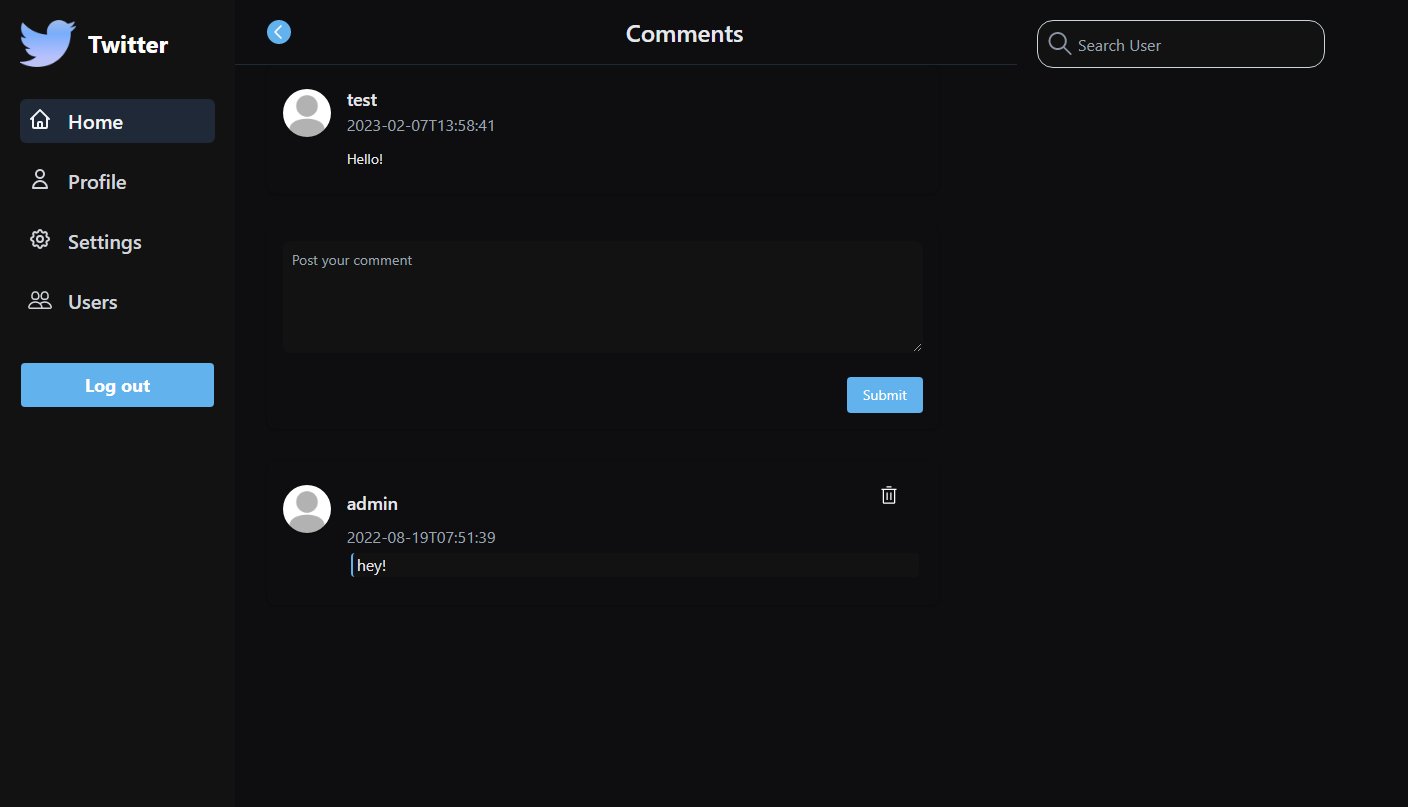 Twitter
Home
Profile
Settings
Users
Log out
Comments
test
2023-02-07T13:58:41
Hello!
Post your comment
Submit
admin
2022-08-19T07:51:39
hey!
Search User